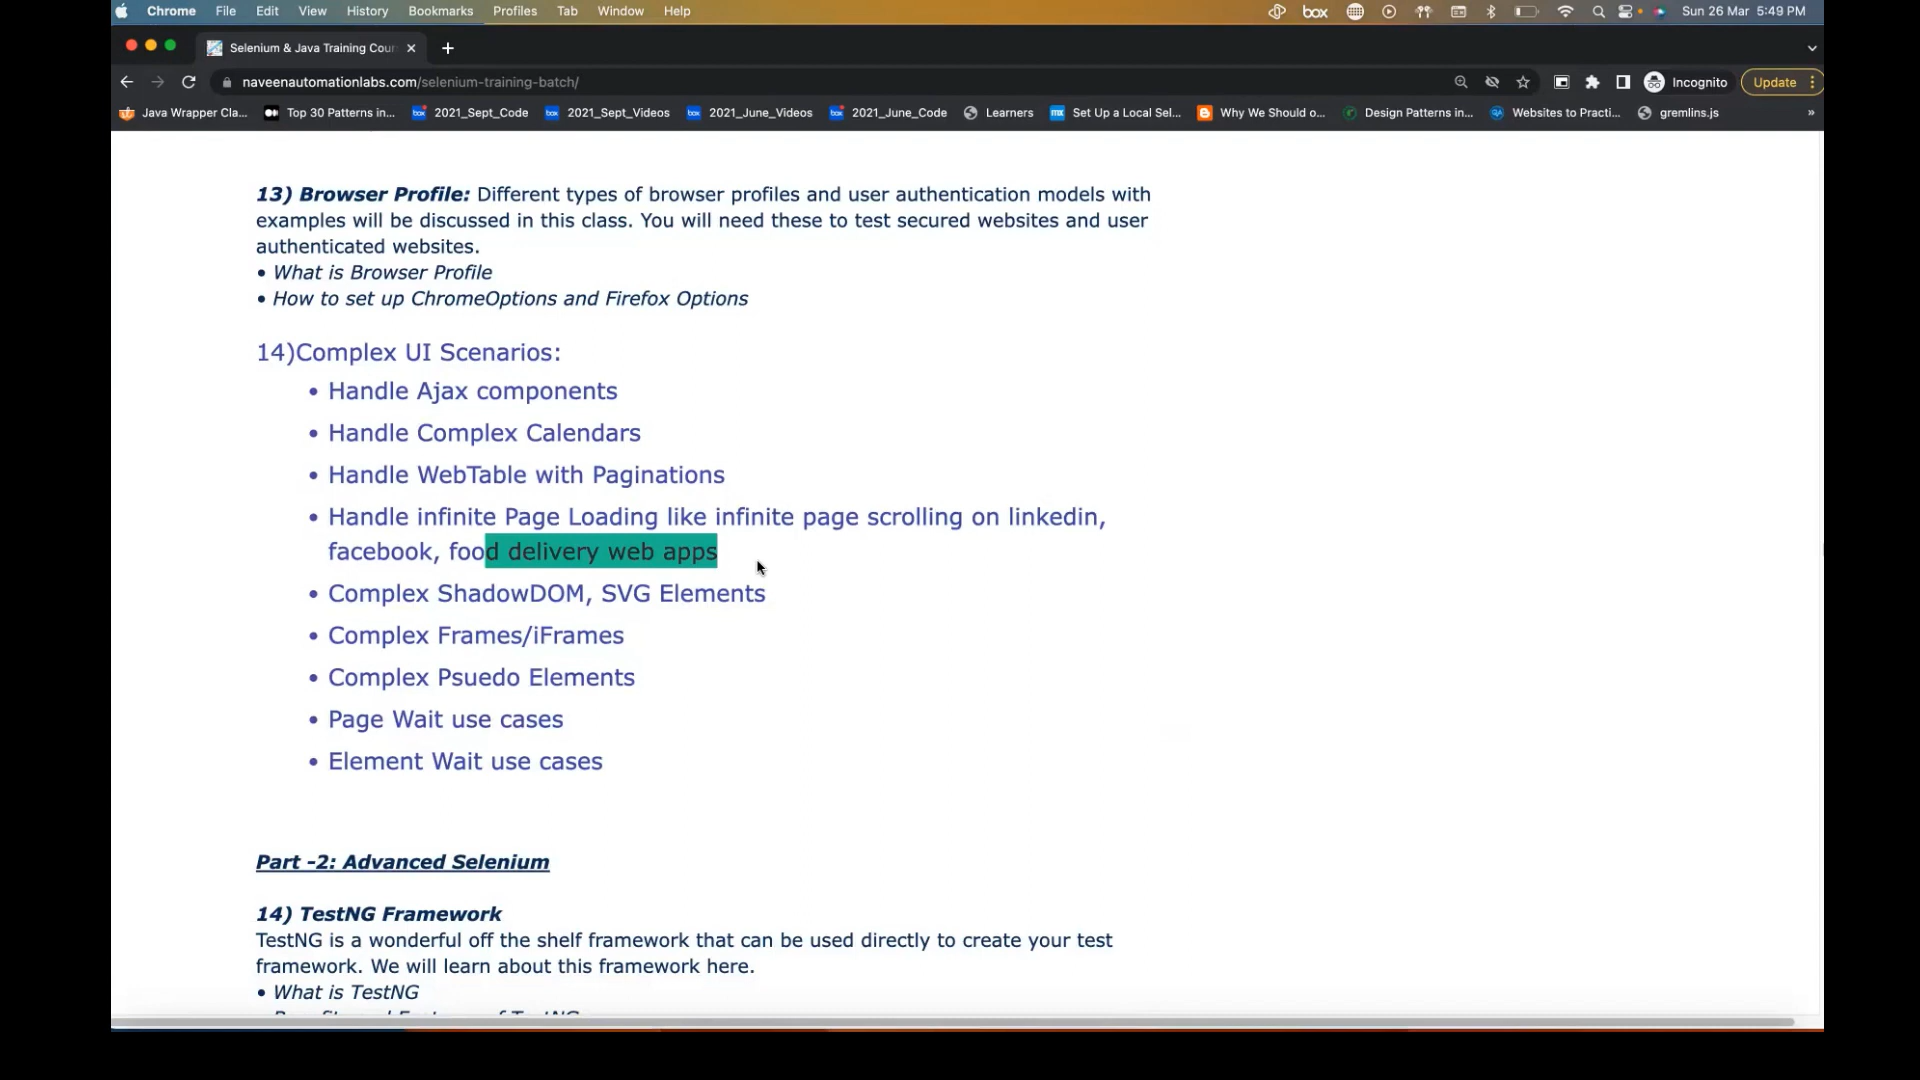 Chrome File Edit View History Bookmarks Profiles Tab Window Help box Sun 26 Mar 5:49 PM
Selenium & Java Training Cour
naveenautomationlabs.com/selenium-training-batch/ Incognito Update
Java Wrapper Cla... Top 30 Patterns in... 2021_Sept_Code 2021_Sept_Videos 2021_June_Videos 2021_June_Code Learners Set Up a Local Sel... Why We Should o... Design Patterns in... Websites to Practi... gremlins.js »
13) Browser Profile: Different types of browser profiles and user authentication models with
examples will be discussed in this class. You will need these to test secured websites and user
authenticated websites.
• What is Browser Profile
• How to set up ChromeOptions and Firefox Options
14)Complex UI Scenarios:
• Handle Ajax components
• Handle Complex Calendars
• Handle WebTable with Paginations
• Handle infinite Page Loading like infinite page scrolling on linkedin,
facebook, food delivery web apps
• Complex ShadowDOM, SVG Elements
• Complex Frames/iFrames
• Complex Psuedo Elements
• Page Wait use cases
• Element Wait use cases
Part -2: Advanced Selenium
14) TestNG Framework
TestNG is a wonderful off the shelf framework that can be used directly to create your test
framework. We will learn about this framework here.
• What is TestNG